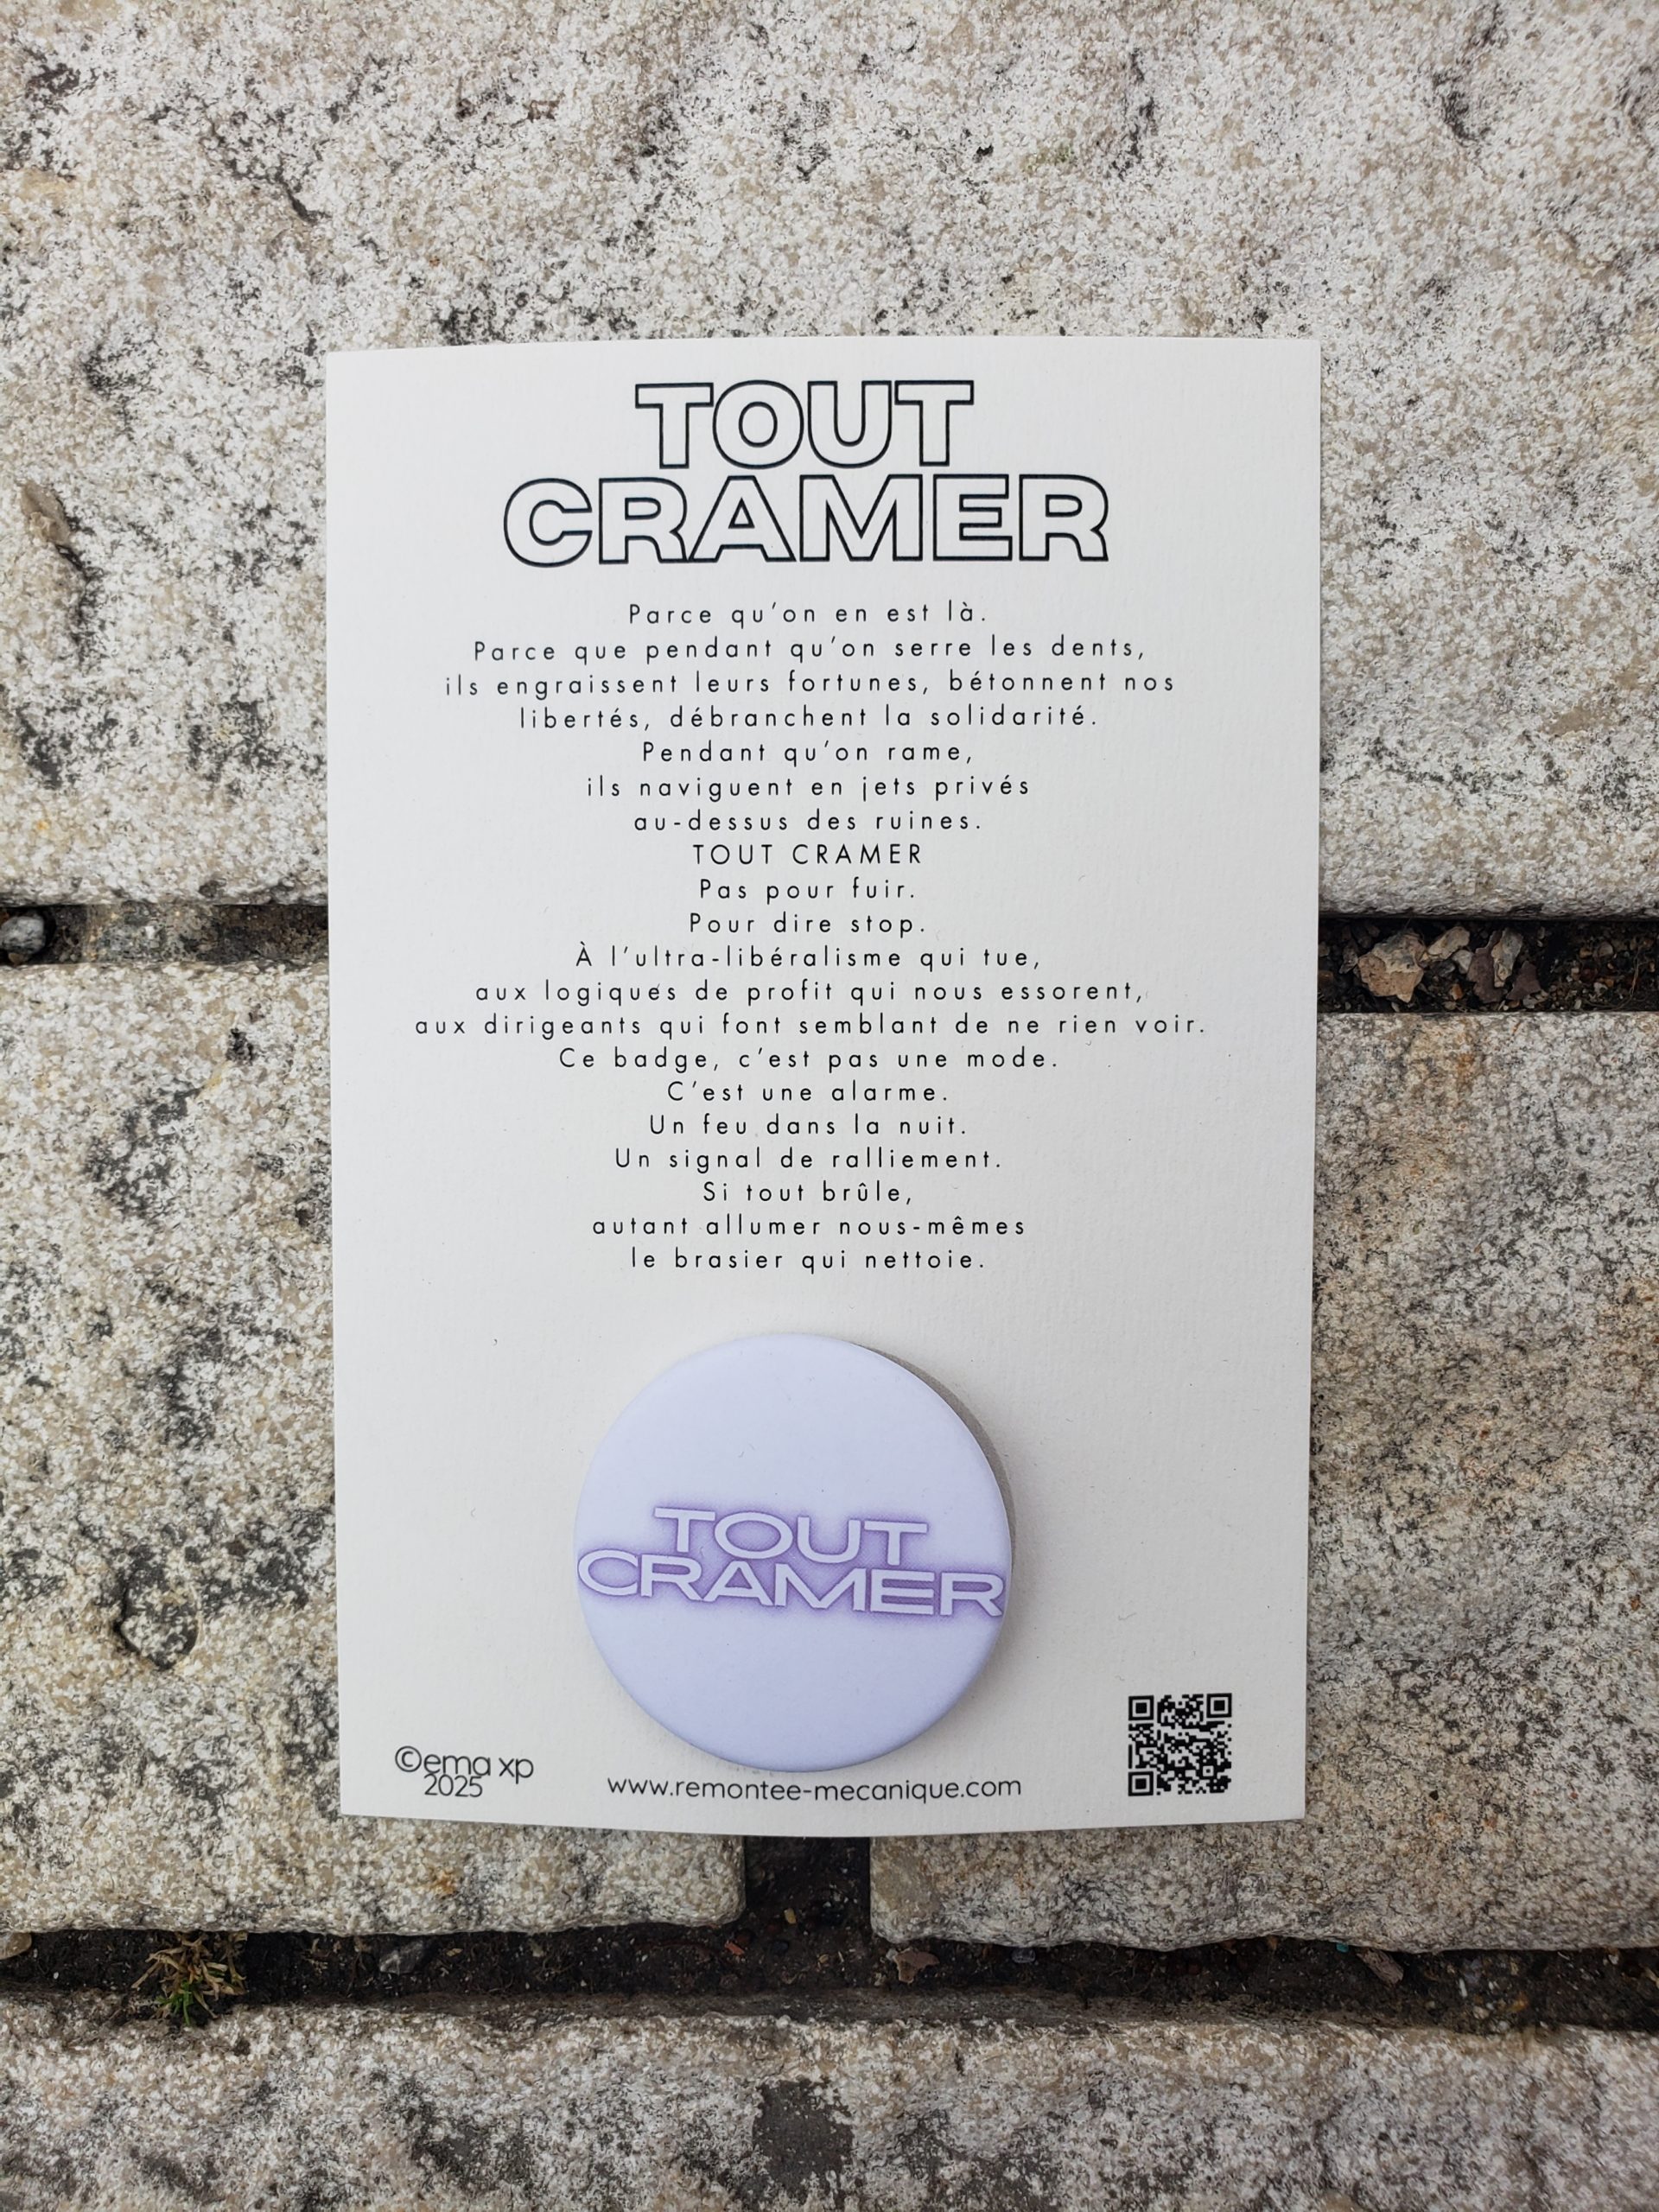 TOUT
CRAMER
Parce qu'on en est là.
Parce que pendant qu'on serre les dents,
ils engraissent leurs fortunes, bétonnent nos
libertés, débranchent la solidarité.
Pendant qu'on rame,
ils naviguent en jets privés
au-dessus des ruines.
TOUT CRAMER
Pas pour fuir.
Pour dire stop.
À l'ultra-libéralisme qui tue,
aux logiques de profit qui nous essorent,
aux dirigeants qui font semblant de ne rien voir.
Ce badge, c'est pas une mode.
C'est une alarme.
Un feu dans la nuit.
Un signal de ralliement.
Si tout brûle,
autant allumer nous-mêmes
le brasier qui nettoie.
TOUT
CRAMER
©ema xp
2025
www.remontee-mecanique.com